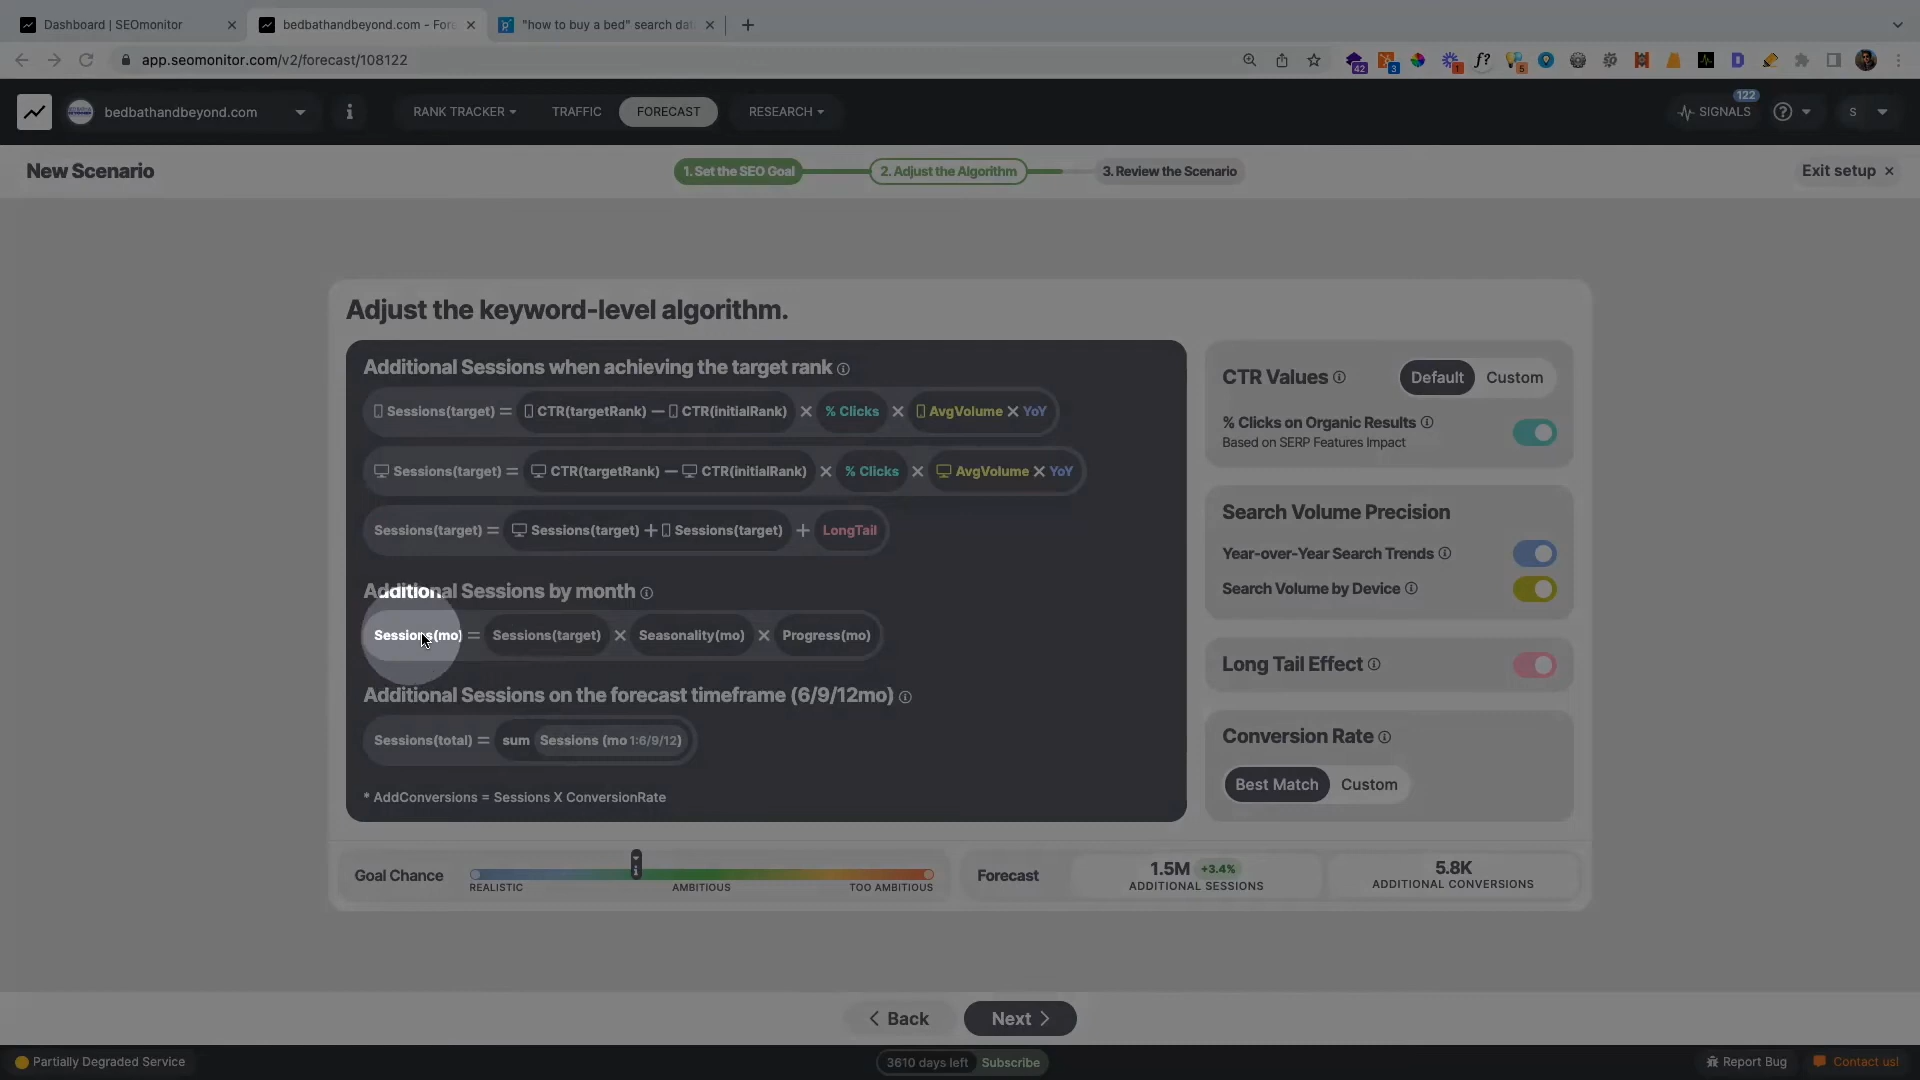 Dashboard | SEOmonitor
bedbathandbeyond.com - For
"how to buy a bed" search dat
app.seomonitor.com/v2/forecast/108122
42
3
1
f?
5
bedbathandbeyond.com
RANK TRACKER
TRAFFIC
FORECAST
RESEARCH
SIGNALS
122
S
New Scenario
1. Set the SEO Goal
2. Adjust the Algorithm
3. Review the Scenario
Exit setup ×
Adjust the keyword-level algorithm.
Additional Sessions when achieving the target rank
Sessions(target) = CTR(targetRank) — CTR(initialRank) × % Clicks × AvgVolume × YoY
Sessions(target) = CTR(targetRank) — CTR(initialRank) × % Clicks × AvgVolume × YoY
Sessions(target) = Sessions(target) + Sessions(target) + LongTail
Additional Sessions by month
Sessions(mo) = Sessions(target) × Seasonality(mo) × Progress(mo)
Additional Sessions on the forecast timeframe (6/9/12mo)
Sessions(total) = sum Sessions (mo 1:6/9/12)
* AddConversions = Sessions X ConversionRate
CTR Values
Default
Custom
% Clicks on Organic Results
Based on SERP Features Impact
Search Volume Precision
Year-over-Year Search Trends
Search Volume by Device
Long Tail Effect
Conversion Rate
Best Match
Custom
Goal Chance
REALISTIC
AMBITIOUS
TOO AMBITIOUS
Forecast
1.5M +3.4%
ADDITIONAL SESSIONS
5.8K
ADDITIONAL CONVERSIONS
Back
Next
Partially Degraded Service
3610 days left
Subscribe
Report Bug
Contact us!